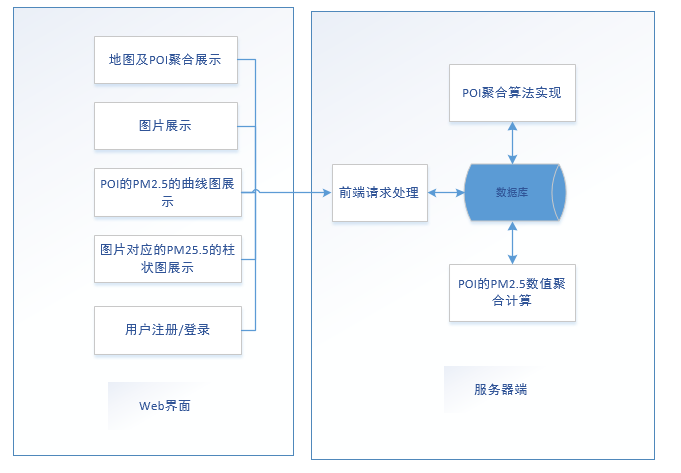 地图及POI聚合展示
图片展示
POI的PM2.5的曲线图展
示
图片对应的PM25.5的柱
状图展示
用户注册/登录
Web界面
POI聚合算法实现
前端请求处理
数据库
POI的PM2.5数值聚
合计算
服务器端